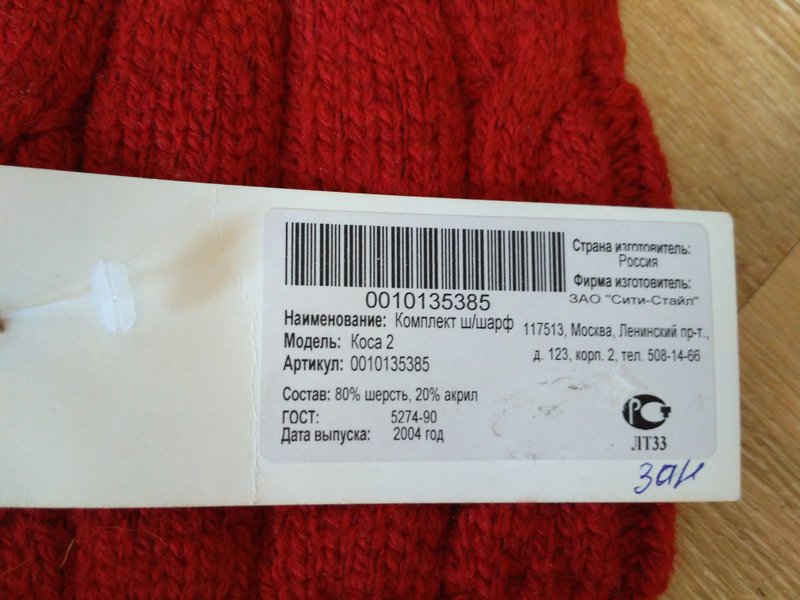 0010135385
Наименование: Комплект ш/шарф
Модель: Коса 2
Артикул: 0010135385
Состав: 80% шерсть, 20% акрил
ГОСТ: 5274-90
Дата выпуска: 2004 год
Страна изготовитель:
Россия
Фирма изготовитель:
ЗАО "Сити-Стайл"
117513, Москва, Ленинский пр-т.,
д. 123, корп. 2, тел. 508-14-66
РСТ
ЛТ33